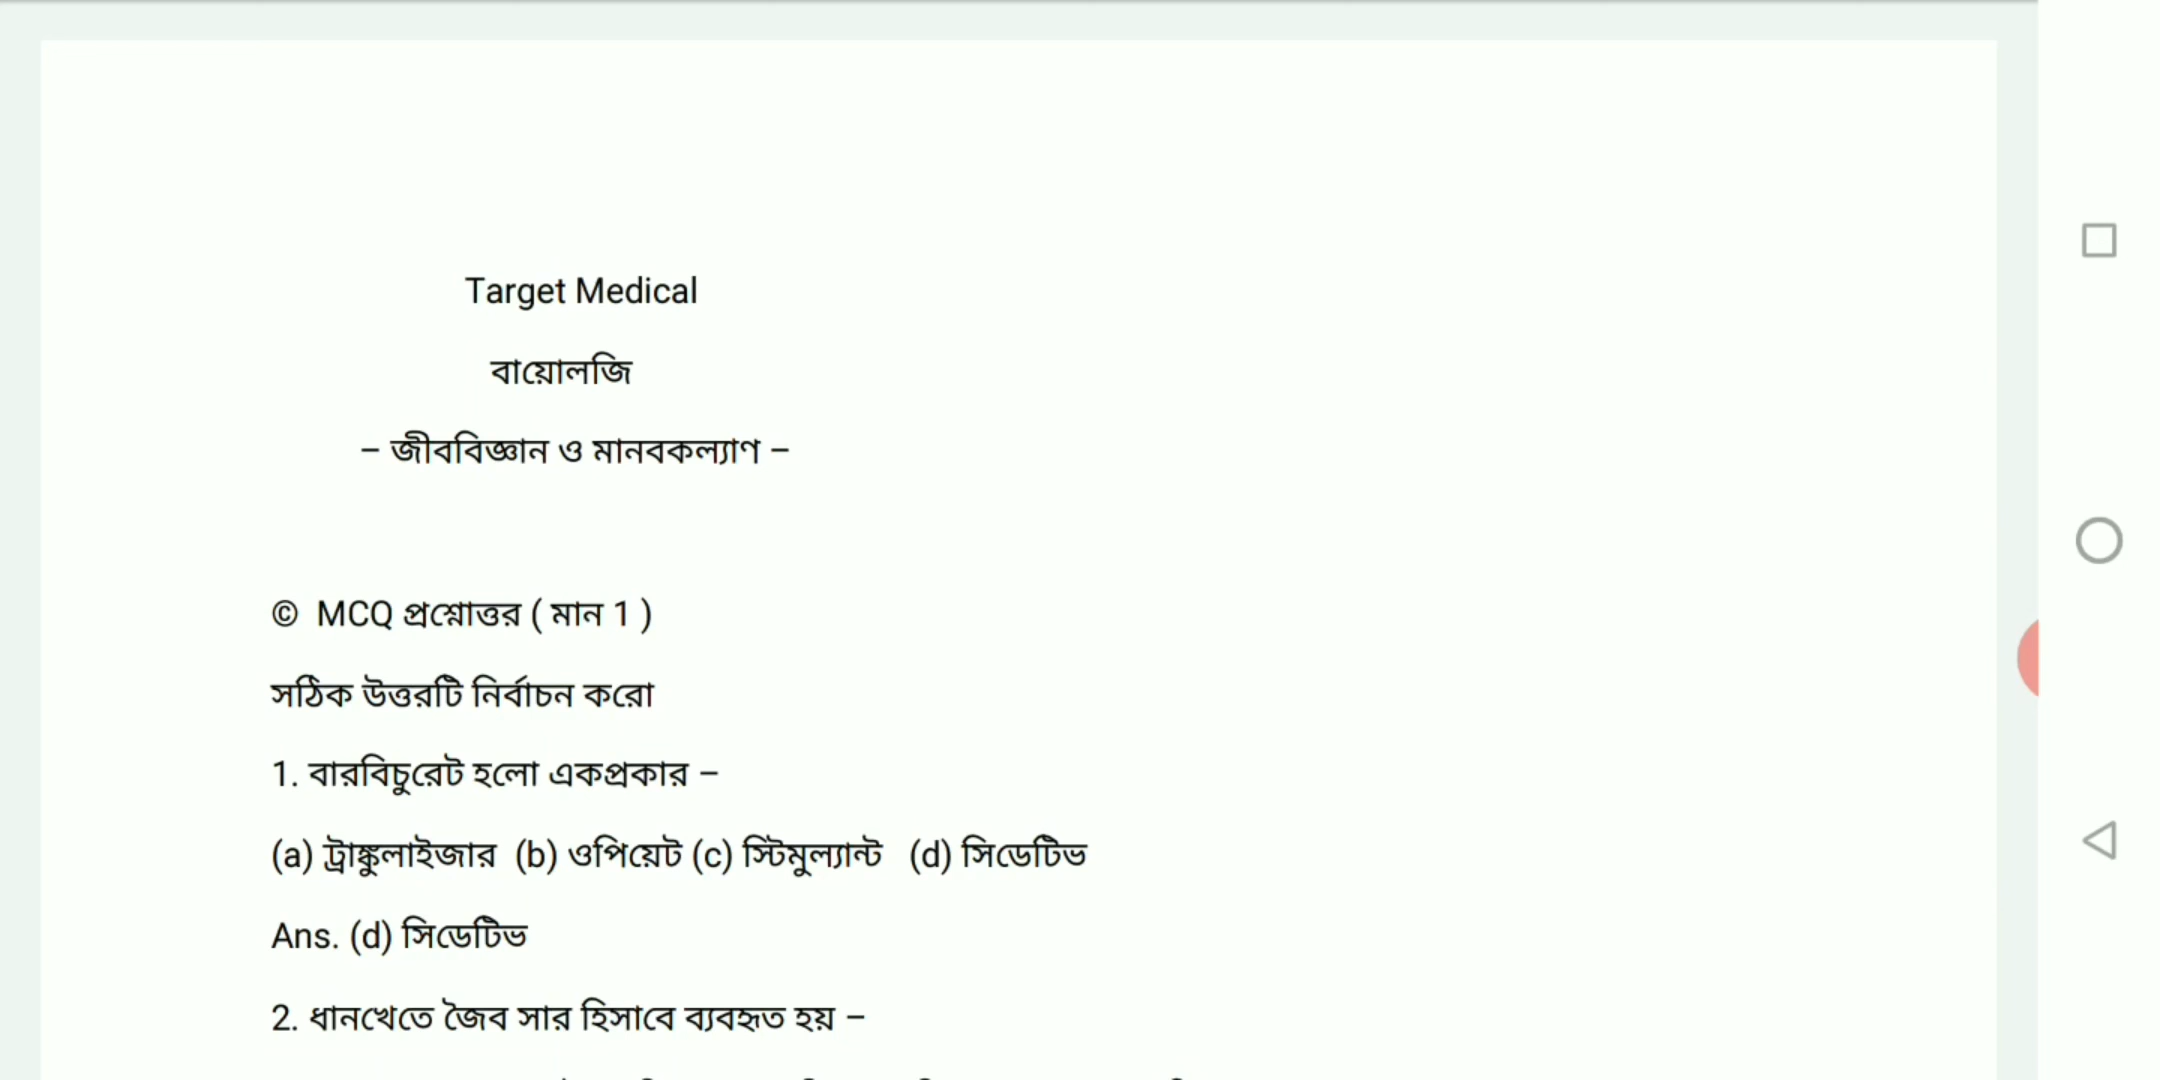 Target Medical
বায়োলজি
– জীববিজ্ঞান ও মানবকল্যাণ –
© MCQ প্রশ্নোত্তর ( মান 1 )
সঠিক উত্তরটি নির্বাচন করো
1. বারবিচুরেট হলো একপ্রকার –
(a) ট্রাঙ্কুলাইজার (b) ওপিয়েট (c) স্টিমুল্যান্ট (d) সিডেটিভ
Ans. (d) সিডেটিভ
2. ধানখেতে জৈব সার হিসাবে ব্যবহৃত হয় –